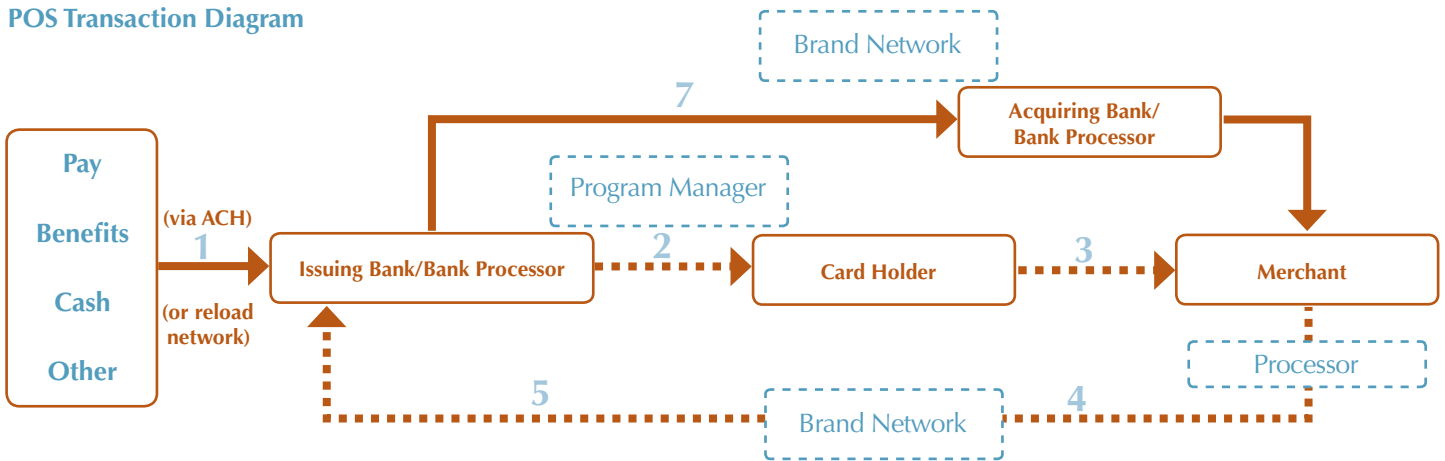 POS Transaction Diagram
Brand Network
7
Acquiring Bank/
Bank Processor
Pay
Benefits
Cash
Other
(via ACH)
1
(or reload
network)
Issuing Bank/Bank Processor
Program Manager
2
Card Holder
3
Merchant
Processor
5
Brand Network
4